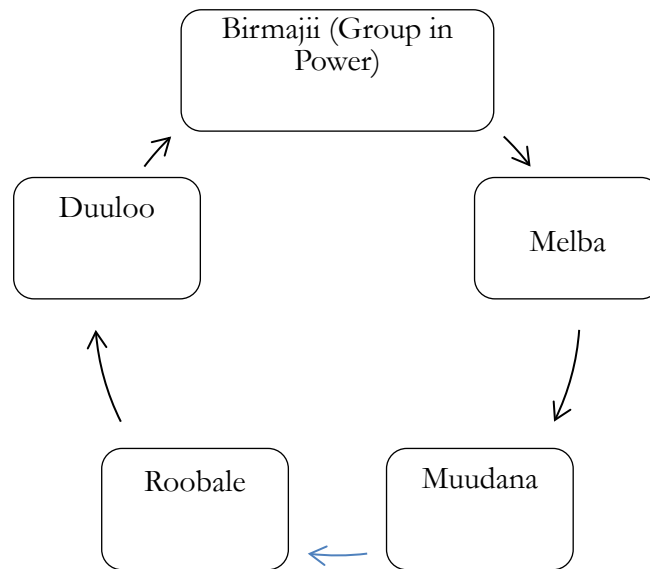 Birmajii (Group in
Power)
Melba
Muudana
Roobale
Duuloo